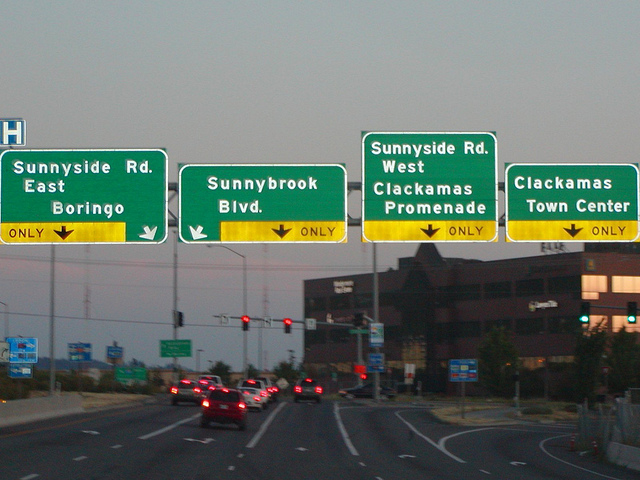 H
Sunnyside Rd.
East
Boringo
ONLY
Sunnybrook
Blvd.
ONLY
Sunnyside Rd.
West
Clackamas
Promenade
ONLY
Clackamas
Town Center
ONLY